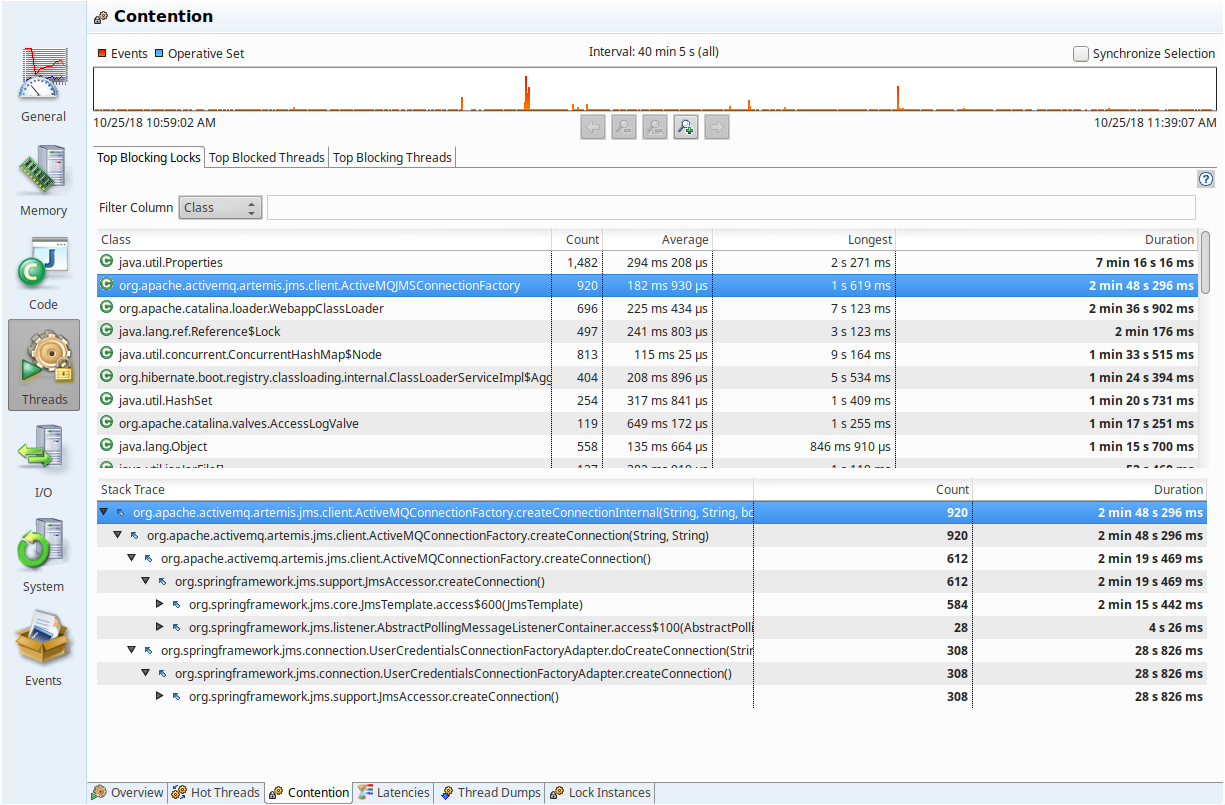 Contention
Events Operative Set Interval: 40 min 5 s (all) Synchronize Selection
10/25/18 10:59:02 AM 10/25/18 11:39:07 AM
General
Memory
Code
Threads
I/O
System
Events
Top Blocking Locks Top Blocked Threads Top Blocking Threads
Filter Column Class
Class Count Average Longest Duration
java.util.Properties 1,482 294 ms 208 µs 2 s 271 ms 7 min 16 s 16 ms
org.apache.activemq.artemis.jms.client.ActiveMQJMSConnectionFactory 920 182 ms 930 µs 1 s 619 ms 2 min 48 s 296 ms
org.apache.catalina.loader.WebappClassLoader 696 225 ms 434 µs 7 s 123 ms 2 min 36 s 902 ms
java.lang.ref.Reference$Lock 497 241 ms 803 µs 3 s 123 ms 2 min 176 ms
java.util.concurrent.ConcurrentHashMap$Node 813 115 ms 25 µs 9 s 164 ms 1 min 33 s 515 ms
org.hibernate.boot.registry.classloading.internal.ClassLoaderServiceImpl$Agg 404 208 ms 896 µs 5 s 534 ms 1 min 24 s 394 ms
java.util.HashSet 254 317 ms 841 µs 1 s 409 ms 1 min 20 s 731 ms
org.apache.catalina.valves.AccessLogValve 119 649 ms 172 µs 1 s 255 ms 1 min 17 s 251 ms
java.lang.Object 558 135 ms 664 µs 846 ms 910 µs 1 min 15 s 700 ms
Stack Trace Count Duration
org.apache.activemq.artemis.jms.client.ActiveMQConnectionFactory.createConnectionInternal(String, String, bo 920 2 min 48 s 296 ms
org.apache.activemq.artemis.jms.client.ActiveMQConnectionFactory.createConnection(String, String) 920 2 min 48 s 296 ms
org.apache.activemq.artemis.jms.client.ActiveMQConnectionFactory.createConnection() 612 2 min 19 s 469 ms
org.springframework.jms.support.JmsAccessor.createConnection() 612 2 min 19 s 469 ms
org.springframework.jms.core.JmsTemplate.access$600(JmsTemplate) 584 2 min 15 s 442 ms
org.springframework.jms.listener.AbstractPollingMessageListenerContainer.access$100(AbstractPolli 28 4 s 26 ms
org.springframework.jms.connection.UserCredentialsConnectionFactoryAdapter.doCreateConnection(Strin 308 28 s 826 ms
org.springframework.jms.connection.UserCredentialsConnectionFactoryAdapter.createConnection() 308 28 s 826 ms
org.springframework.jms.support.JmsAccessor.createConnection() 308 28 s 826 ms
Overview Hot Threads Contention Latencies Thread Dumps Lock Instances